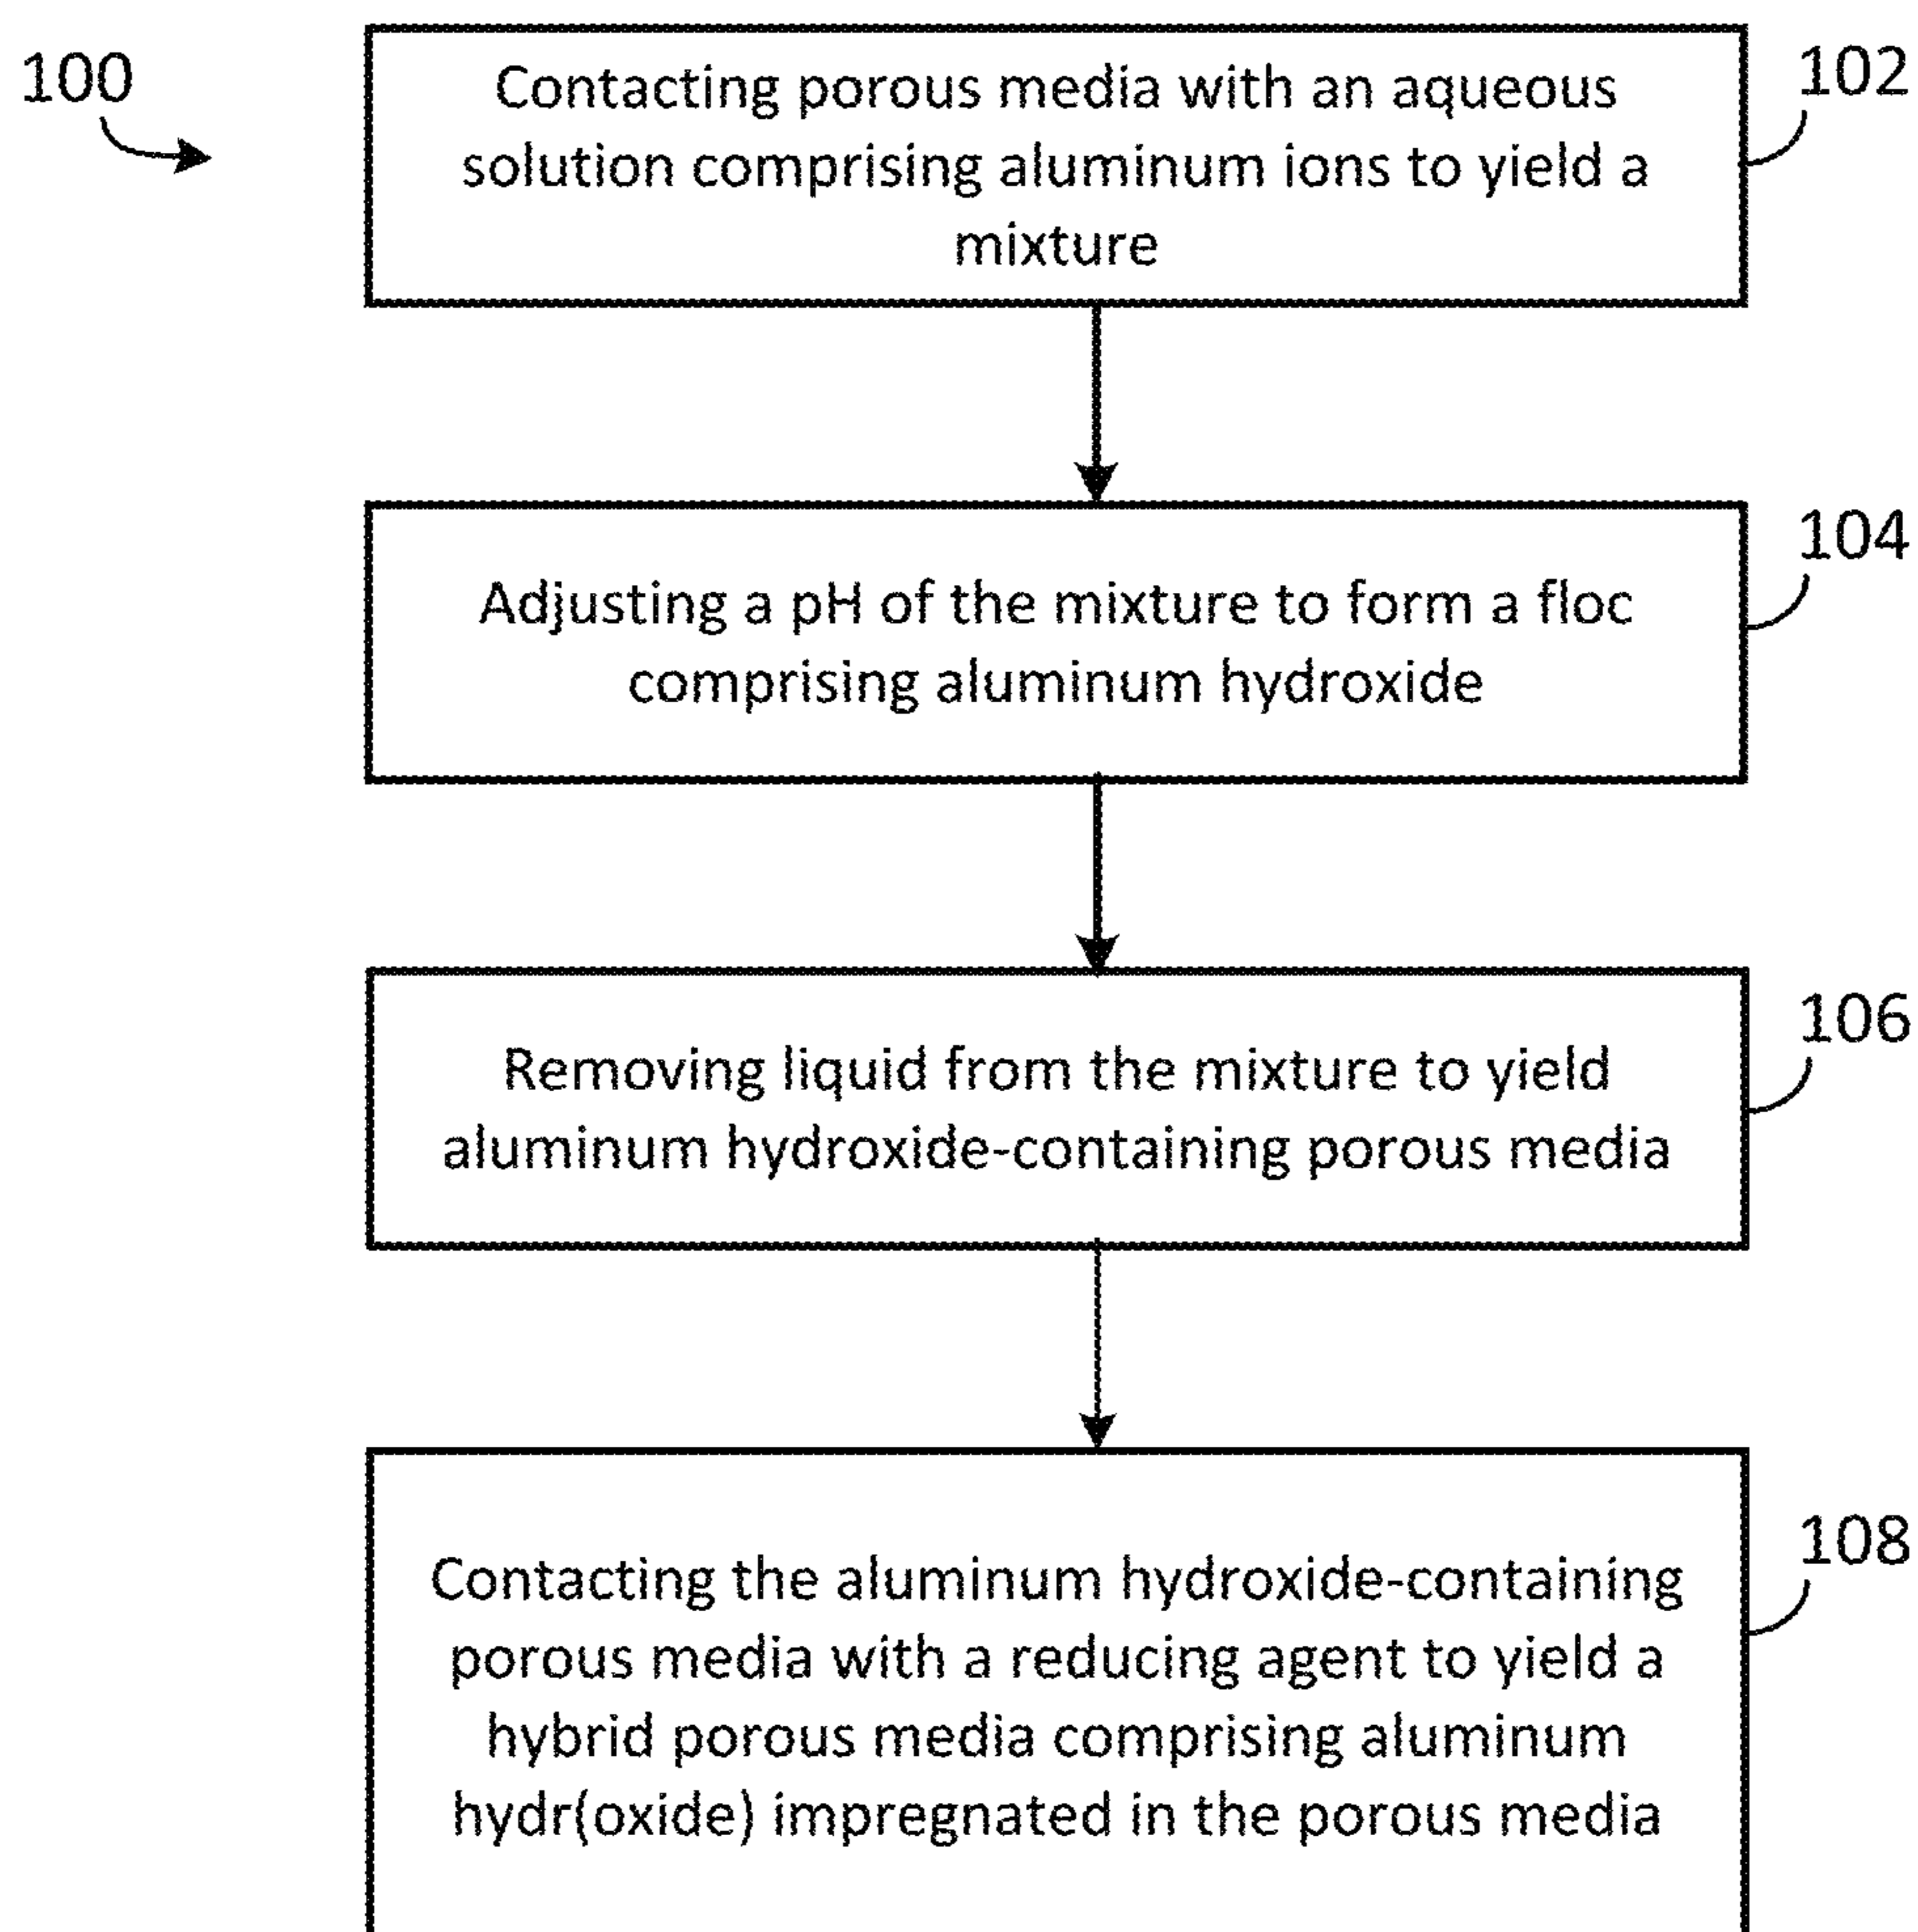 100
Contacting porous media with an aqueous
solution comprising aluminum ions to yield a
mixture
102
Adjusting a pH of the mixture to form a floc
comprising aluminum hydroxide
104
Removing liquid from the mixture to yield
aluminum hydroxide-containing porous media
106
Contacting the aluminum hydroxide-containing
porous media with a reducing agent to yield a
hybrid porous media comprising aluminum
hydr(oxide) impregnated in the porous media
108